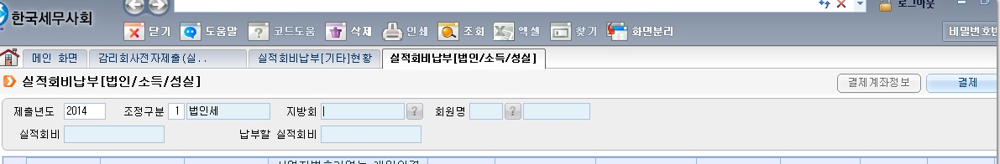 한국세무사회
로그아웃
닫기 도움말 코드도움 삭제 인쇄 조회 엑셀 찾기 화면분리
메인 화면 감리회사전자제출(실.. 실적회비납부[기타]현황 실적회비납부[법인/소득/성실]
실적회비납부[법인/소득/성실]
결제계좌정보 결제
제출년도 2014 조정구분 1 법인세 지방회 ? 회원명 ?
실적회비 납부할 실적회비